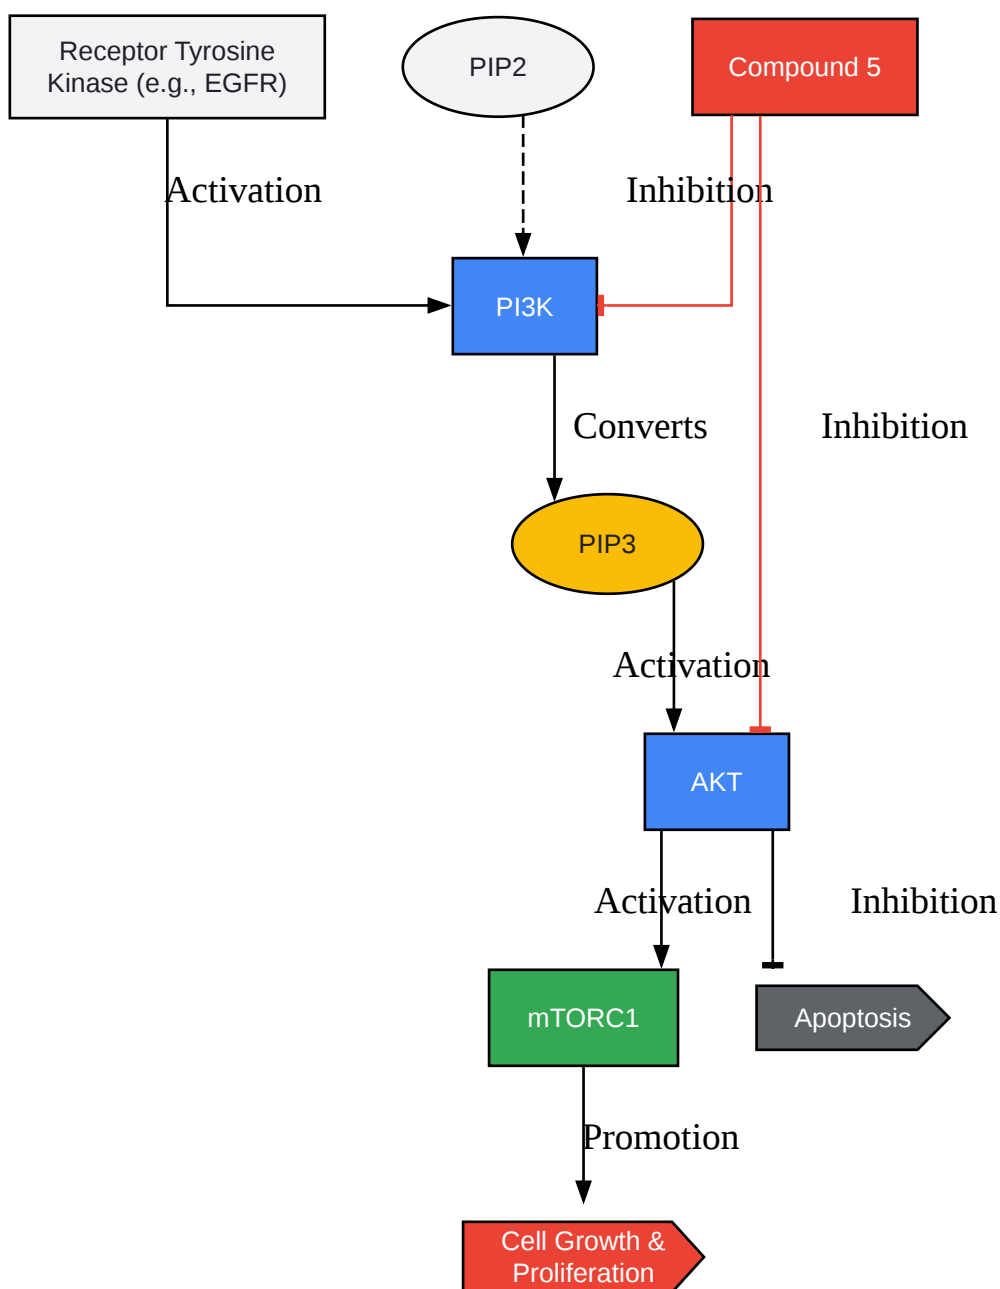 Receptor Tyrosine
Kinase (e.g., EGFR)
PIP2
Compound 5
Activation
Inhibition
PI3K
Converts
Inhibition
PIP3
Activation
AKT
Activation
Inhibition
mTORC1
Apoptosis
Promotion
Cell Growth &
Proliferation